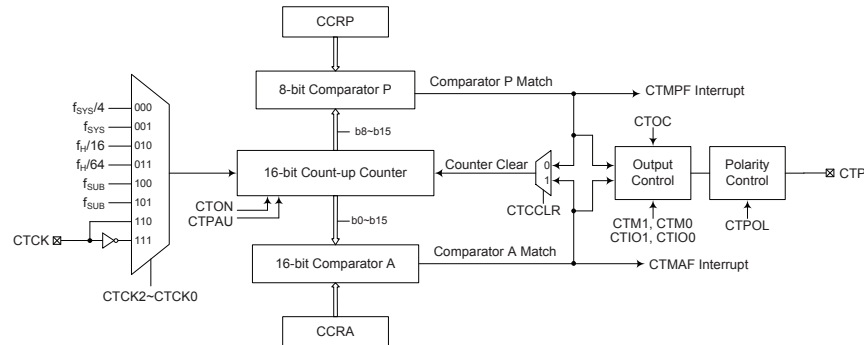 CCRP
8-bit Comparator P
Comparator P Match
CTMPF Interrupt
b8~b15
fSYS/4 000
fSYS 001
fH/16 010
fH/64 011
fSUB 100
fSUB 101
110
111
CTCK
CTCK2~CTCK0
16-bit Count-up Counter
CTON
CTPAU
Counter Clear
0
1
CTCCLR
CTOC
Output
Control
CTM1, CTM0
CTIO1, CTIO0
Polarity
Control
CTPOL
CTP
b0~b15
16-bit Comparator A
Comparator A Match
CTMAF Interrupt
CCRA